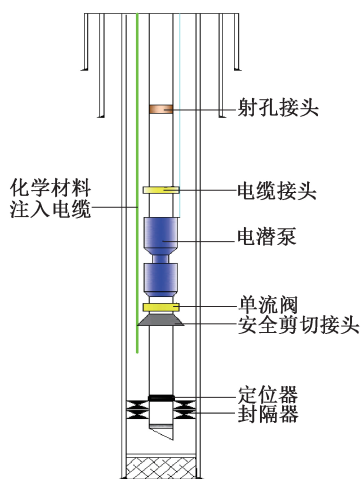 射孔接头
化学材料
注入电缆
电缆接头
电潜泵
单流阀
安全剪切接头
定位器
封隔器